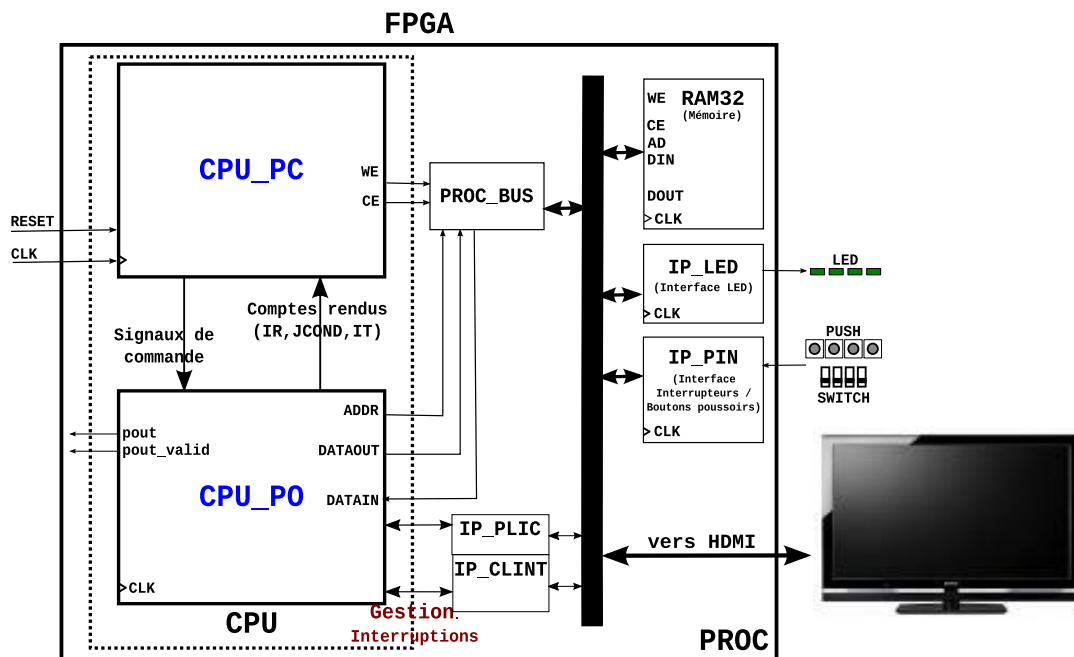 FPGA
CPU_PC
WE
CE
RESET
CLK
PROC_BUS
WE
RAM32
(Mémoire)
CE
AD
DIN
DOUT
CLK
IP_LED
(Interface LED)
CLK
LED
IP_PIN
(Interface
Interrupteurs /
Boutons poussoirs)
CLK
PUSH
SWITCH
Signaux de
commande
Comptes rendus
(IR,JCOND,IT)
ADDR
pout
pout_valid
DATAOUT
CPU_PO
DATAIN
CLK
IP_PLIC
IP_CLINT
vers HDMI
Gestion.
Interruptions
CPU
PROC